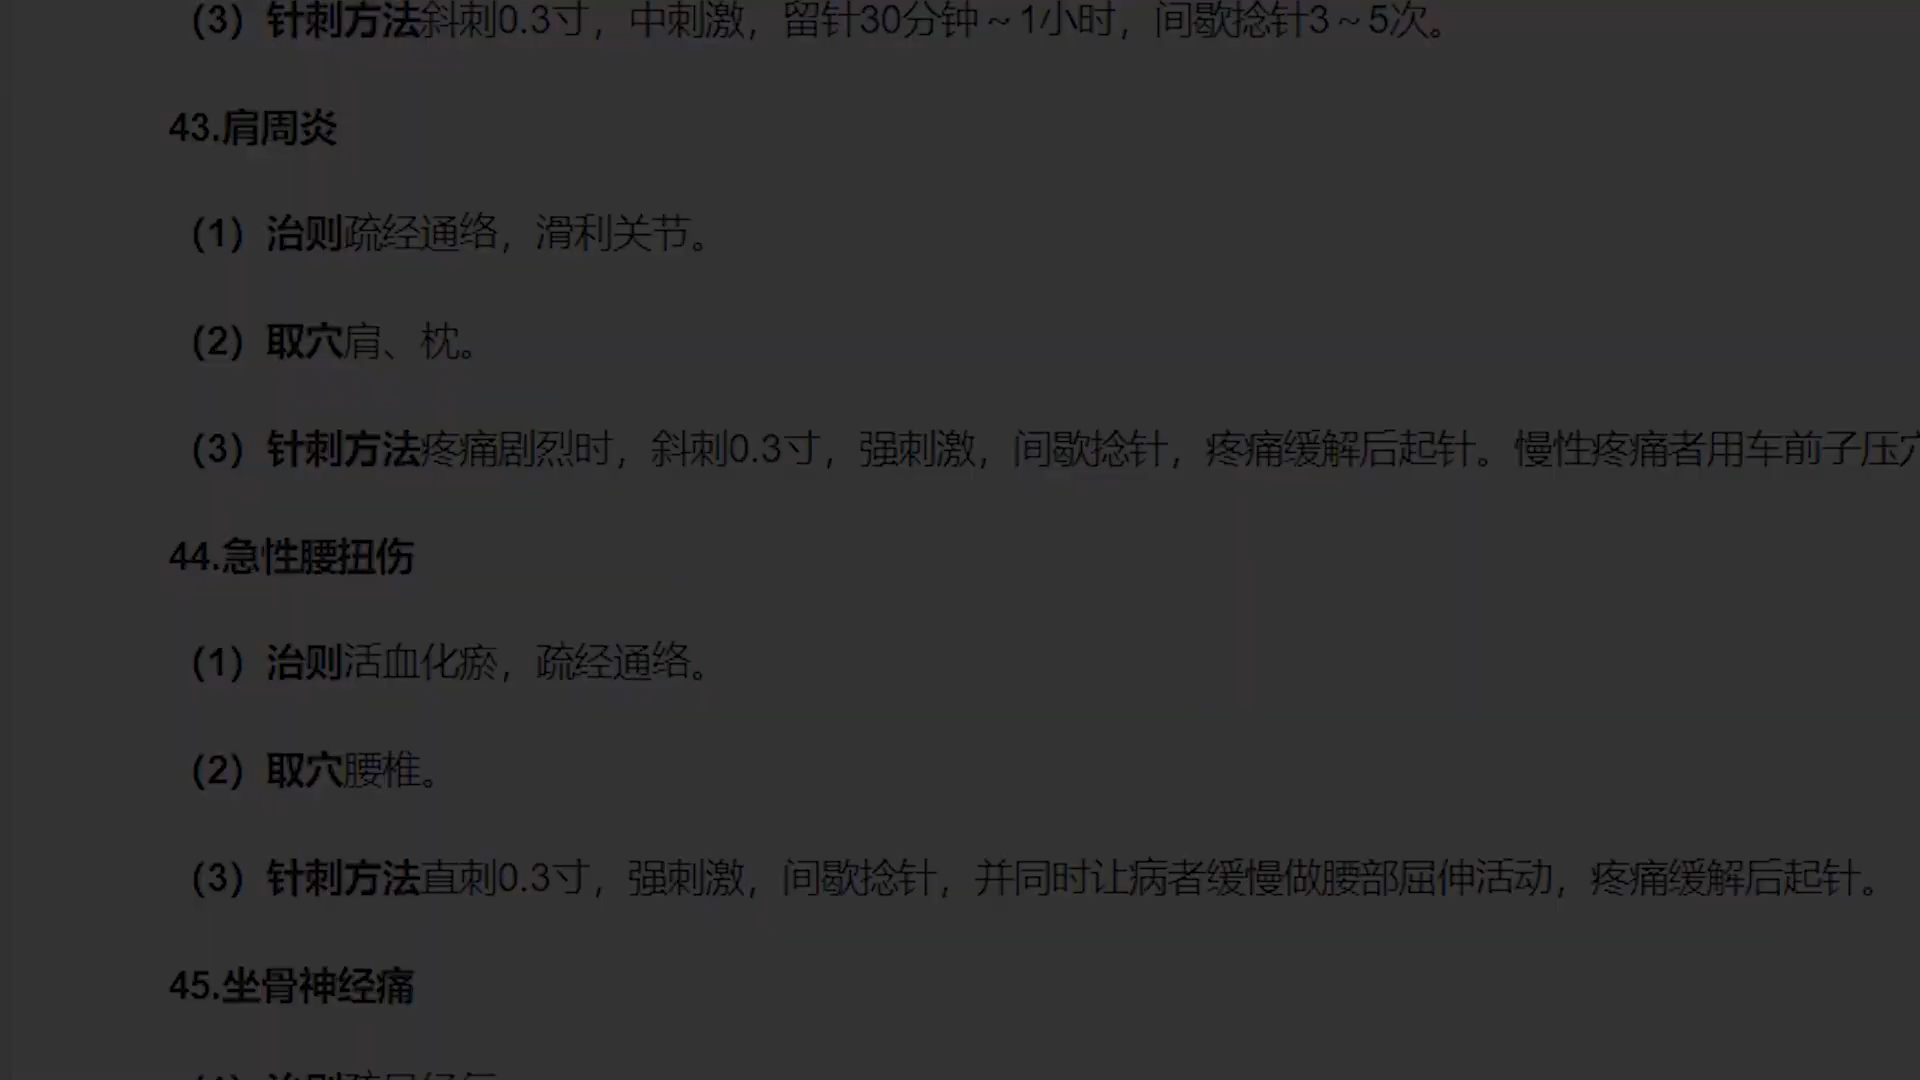 （3）针刺方法斜刺0.3寸，中刺激，留针30分钟～1小时，间歇捻针3～5次。
43.肩周炎
（1）治则疏经通络，滑利关节。
（2）取穴肩、枕。
（3）针刺方法疼痛剧烈时，斜刺0.3寸，强刺激，间歇捻针，疼痛缓解后起针。慢性疼痛者用车前子压穴
44.急性腰扭伤
（1）治则活血化瘀，疏经通络。
（2）取穴腰椎。
（3）针刺方法直刺0.3寸，强刺激，间歇捻针，并同时让病者缓慢做腰部屈伸活动，疼痛缓解后起针。
45.坐骨神经痛